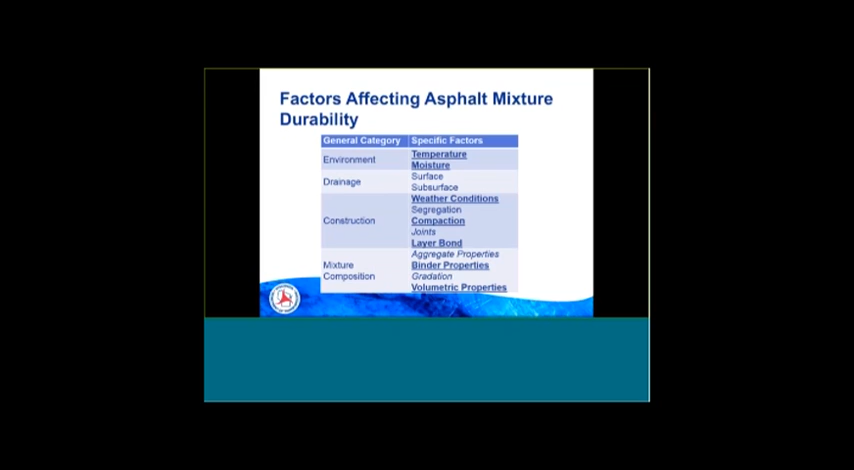 Factors Affecting Asphalt Mixture
Durability
General Category Specific Factors
Environment
Temperature
Moisture
Drainage
Surface
Subsurface
Construction
Weather Conditions
Segregation
Compaction
Joints
Layer Bond
Mixture
Composition
Aggregate Properties
Binder Properties
Gradation
Volumetric Properties